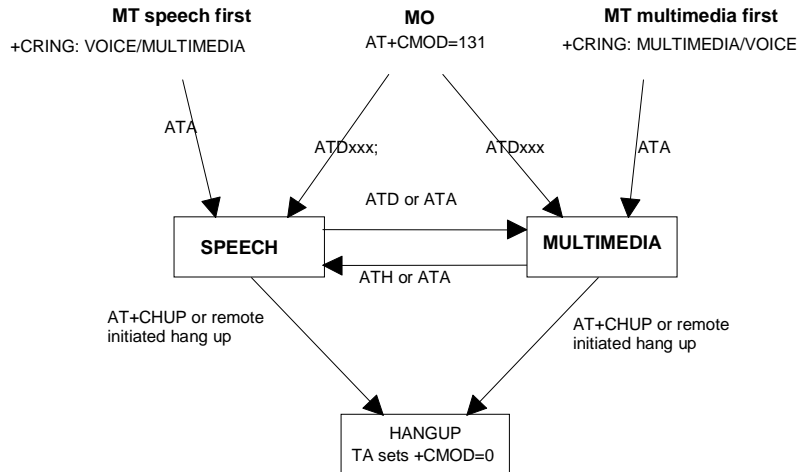 MT speech first
MO
MT multimedia first
+CRING: VOICE/MULTIMEDIA
AT+CMOD=131
+CRING: MULTIMEDIA/VOICE
ATA
ATDxxx;
ATDxxx
ATA
ATD or ATA
SPEECH
MULTIMEDIA
ATH or ATA
AT+CHUP or remote
initiated hang up
AT+CHUP or remote
initiated hang up
HANGUP
TA sets +CMOD=0